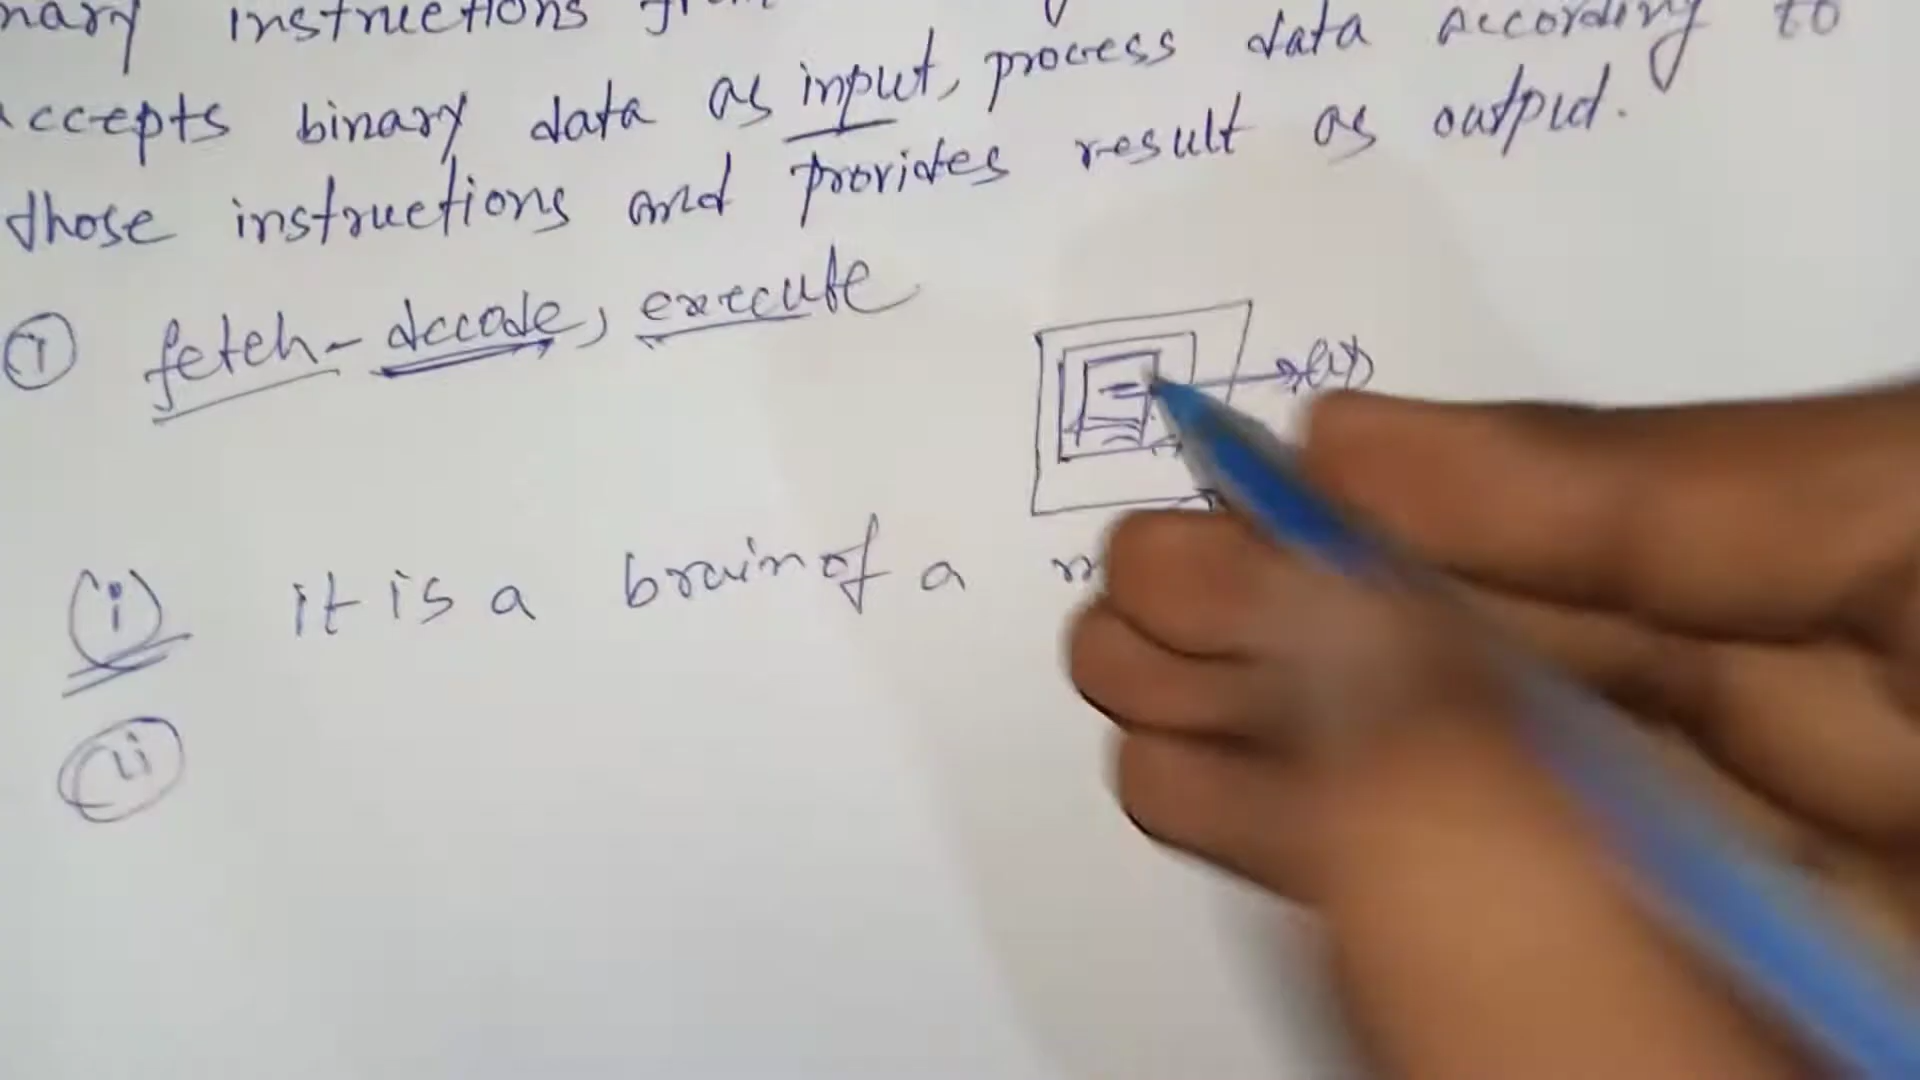 instructions
accepts binary data as input, process data according to
those instructions and provides result as output.
① fetch- decode, execute
(i) it is a brain of a
(ii)